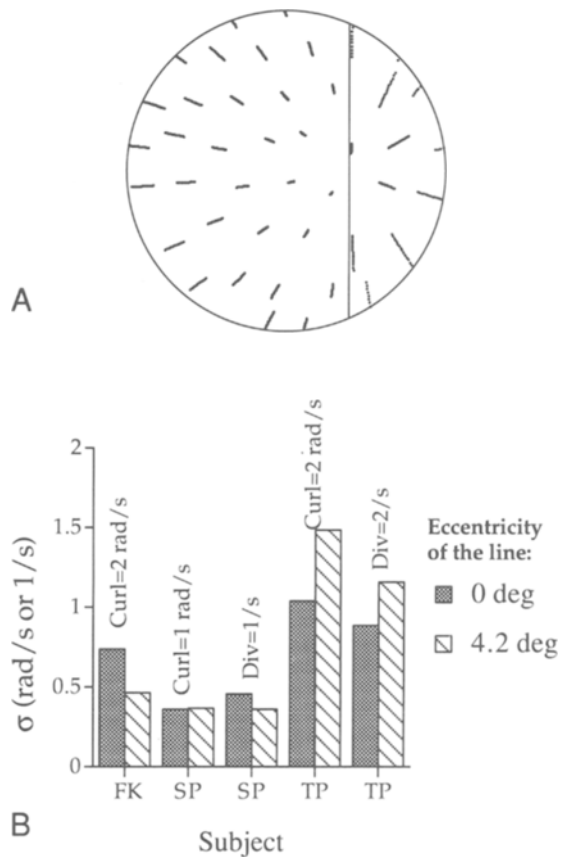 A
Curl=2 rad/s
Curl=1 rad/s
Div=1/s
Curl=2 rad/s
Div=2/s
2
1.5
1
0.5
0
σ (rad/s or 1/s)
Eccentricity
of the line:
0 deg
4.2 deg
FK SP SP TP TP
B
Subject